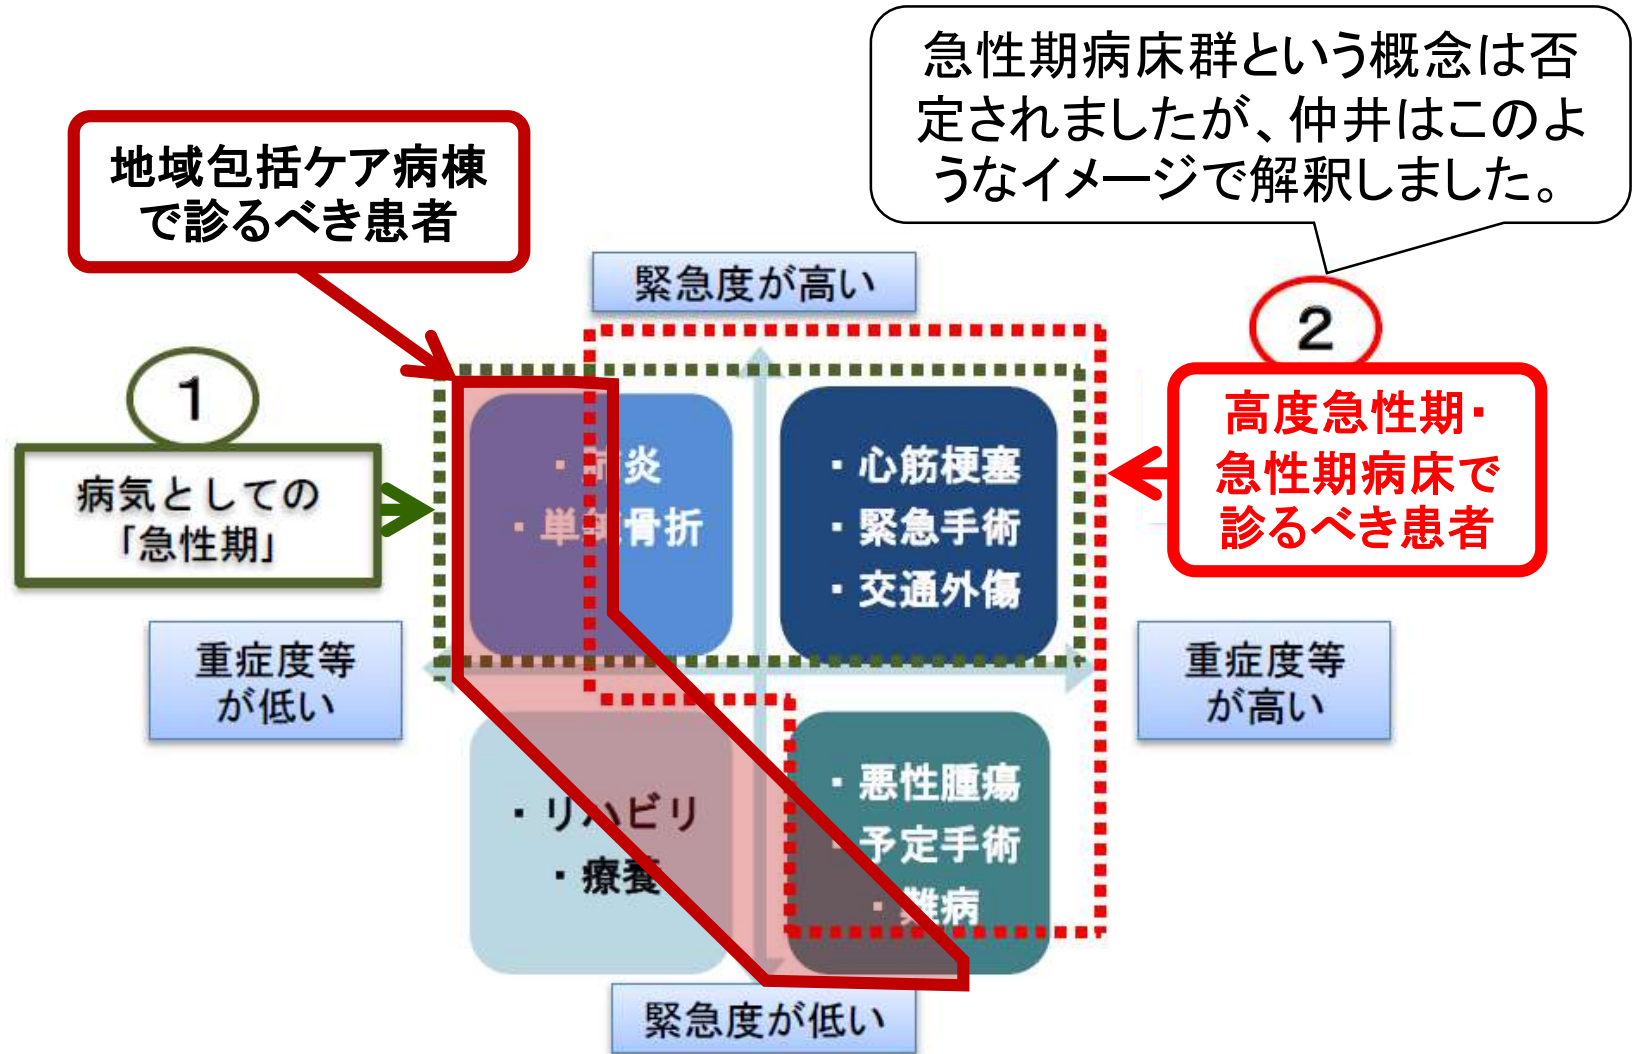 急性期病床群という概念は否
定されましたが、仲井はこのよ
うなイメージで解釈しました。
地域包括ケア病棟
で診るべき患者
緊急度が高い
1
病気としての
「急性期」
2
高度急性期・
急性期病床で
診るべき患者
・肺炎
・単純骨折
・心筋梗塞
・緊急手術
・交通外傷
重症度等
が低い
重症度等
が高い
・リハビリ
・療養
・悪性腫瘍
・予定手術
・難病
緊急度が低い